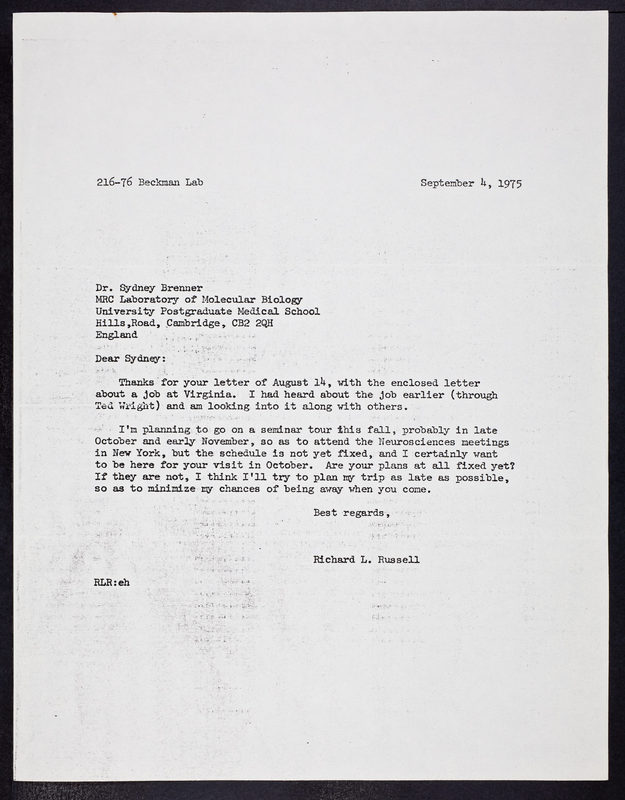 216-76 Beckman Lab September 4, 1975
Dr. Sydney Brenner
MRC Laboratory of Molecular Biology
University Postgraduate Medical School
Hills,Road, Cambridge, CB2 2QH
England
Dear Sydney:
Thanks for your letter of August 14, with the enclosed letter
about a job at Virginia. I had heard about the job earlier (through
Ted Wright) and am looking into it along with others.
I'm planning to go on a seminar tour this fall, probably in late
October and early November, so as to attend the Neurosciences meetings
in New York, but the schedule is not yet fixed, and I certainly want
to be here for your visit in October. Are your plans at all fixed yet?
If they are not, I think I'll try to plan my trip as late as possible,
so as to minimize my chances of being away when you come.
Best regards,
Richard L. Russell
RLR:eh